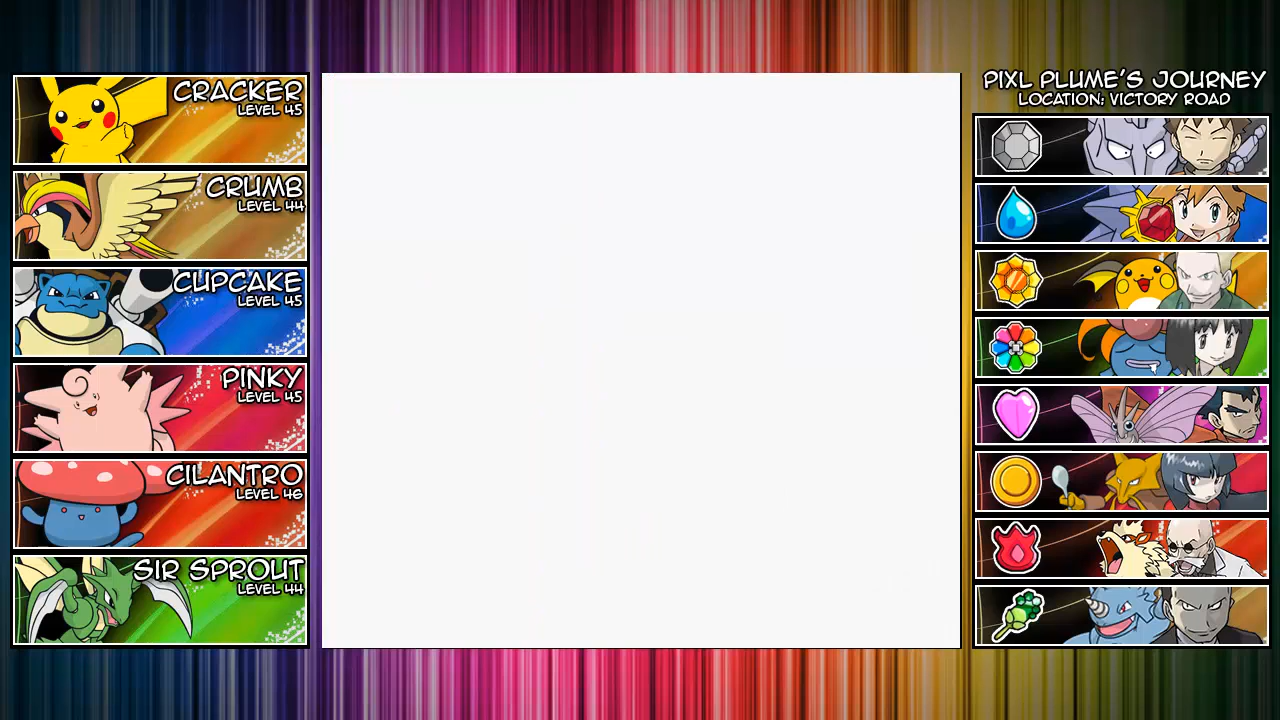 CRACKER
LEVEL 45
CRUMB
LEVEL 44
CUPCAKE
LEVEL 45
PINKY
LEVEL 45
CILANTRO
LEVEL 46
SIR SPROUT
LEVEL 44
PIXL PLUME'S JOURNEY
LOCATION: VICTORY ROAD